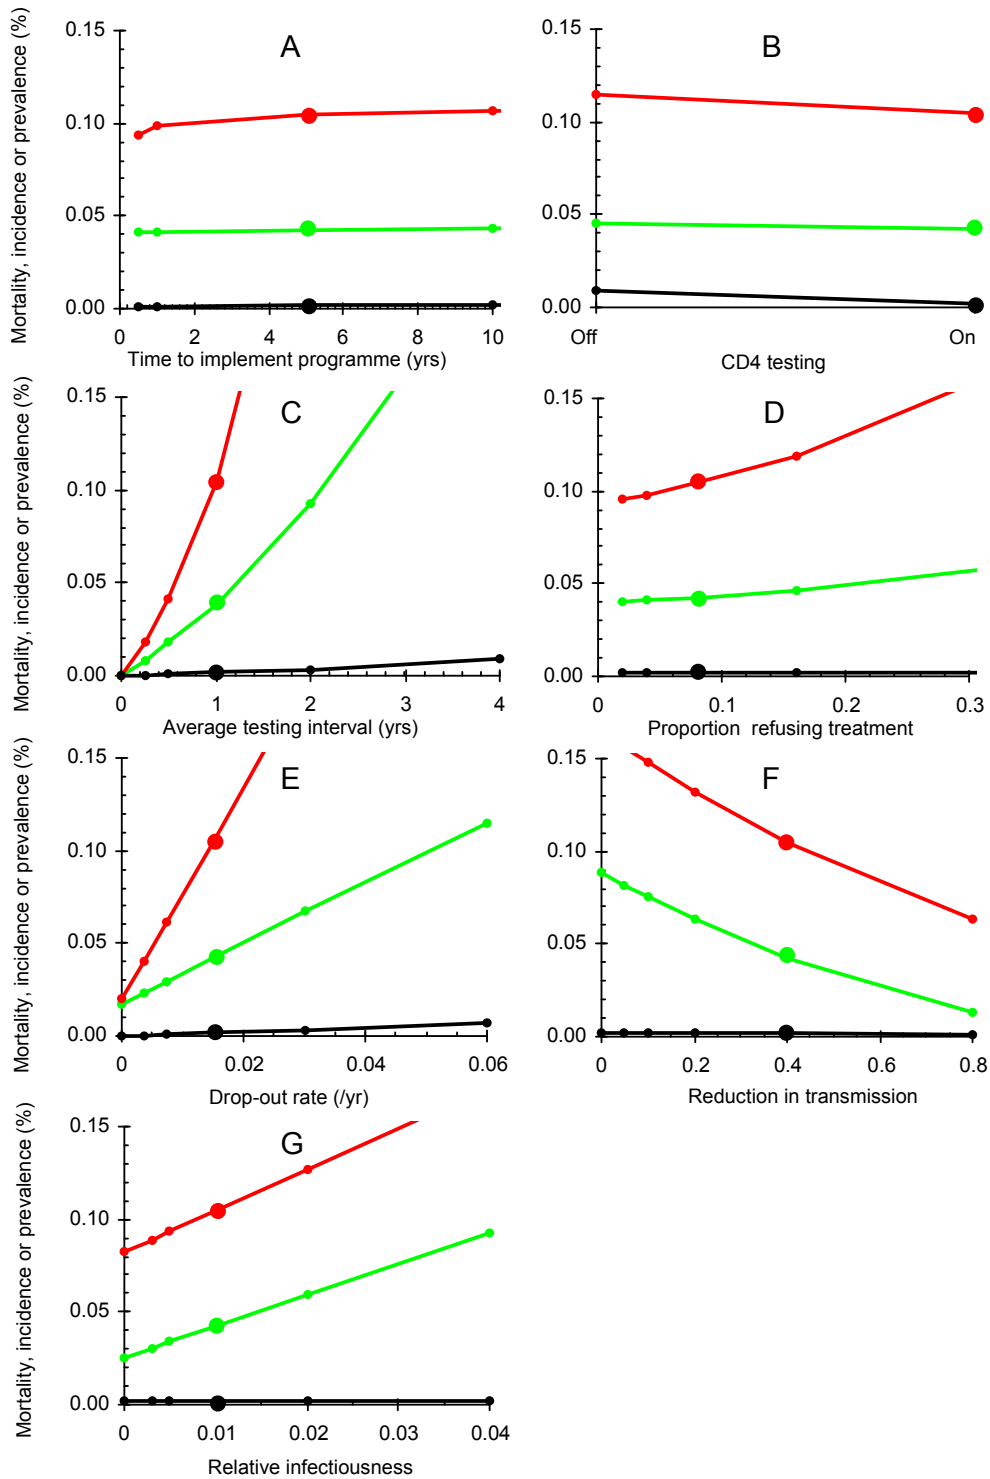 Mortality, incidence or prevalence (%)
A
0.15
0.10
0.05
0.00
0 2 4 6 8 10
Time to implement programme (yrs)
B
0.15
0.10
0.05
0.00
Off On
CD4 testing
Mortality, incidence or prevalence (%)
C
0.15
0.10
0.05
0.00
0 1 2 3 4
Average testing interval (yrs)
D
0.15
0.10
0.05
0.00
0 0.1 0.2 0.3
Proportion refusing treatment
Mortality, incidence or prevalence (%)
E
0.15
0.10
0.05
0.00
0 0.02 0.04 0.06
Drop-out rate (/yr)
F
0.15
0.10
0.05
0.00
0 0.2 0.4 0.6 0.8
Reduction in transmission
Mortality, incidence or prevalence (%)
G
0.15
0.10
0.05
0.00
0 0.01 0.02 0.03 0.04
Relative infectiousness